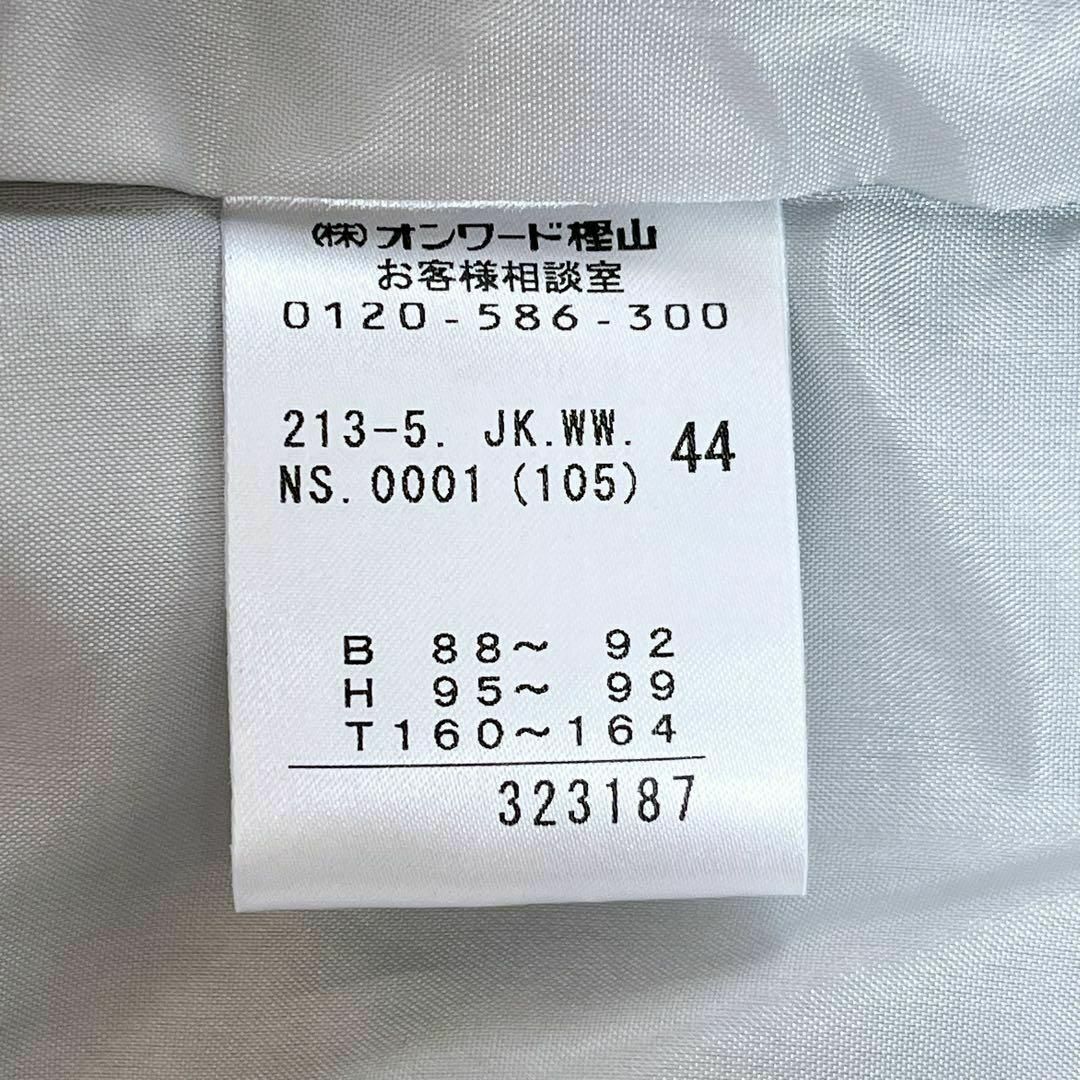 (株)オンワード樫山
お客様相談室
0120-586-300
213-5. JK.WW. 44
NS.0001(105)
B 88〜 92
H 95〜 99
T160〜164
323187